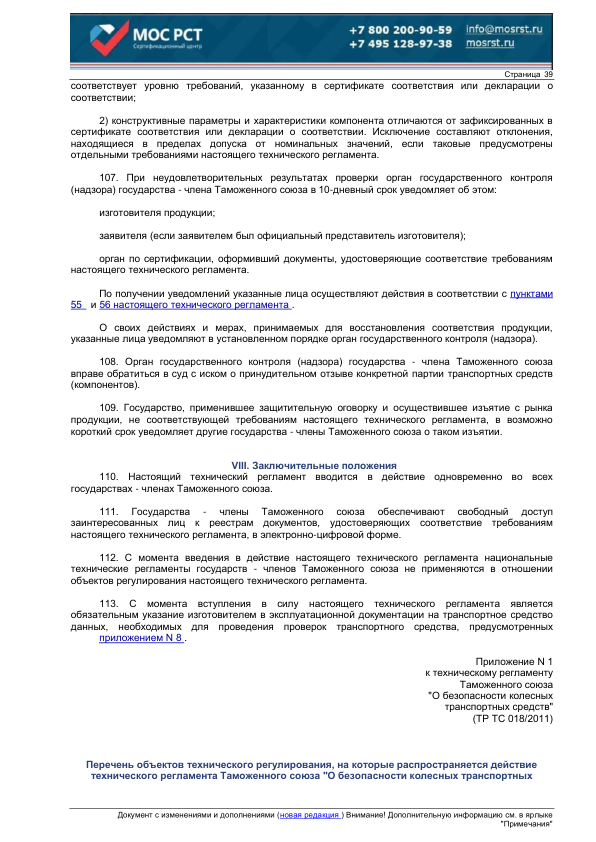 МОС РСТ
Сертификационный центр
+7 800 200-90-59
+7 495 128-97-38
info@mosrst.ru
mosrst.ru
Страница 39
соответствует уровню требований, указанному в сертификате соответствия или декларации о
соответствии;
2) конструктивные параметры и характеристики компонента отличаются от зафиксированных в
сертификате соответствия или декларации о соответствии. Исключение составляют отклонения,
находящиеся в пределах допуска от номинальных значений, если таковые предусмотрены
отдельными требованиями настоящего технического регламента.
107. При неудовлетворительных результатах проверки орган государственного контроля
(надзора) государства - члена Таможенного союза в 10-дневный срок уведомляет об этом:
изготовителя продукции;
заявителя (если заявителем был официальный представитель изготовителя);
орган по сертификации, оформивший документы, удостоверяющие соответствие требованиям
настоящего технического регламента.
По получении уведомлений указанные лица осуществляют действия в соответствии с пунктами
55 и 56 настоящего технического регламента .
О своих действиях и мерах, принимаемых для восстановления соответствия продукции,
указанные лица уведомляют в установленном порядке орган государственного контроля (надзора).
108. Орган государственного контроля (надзора) государства - члена Таможенного союза
вправе обратиться в суд с иском о принудительном отзыве конкретной партии транспортных средств
(компонентов).
109. Государство, применившее защитительную оговорку и осуществившее изъятие с рынка
продукции, не соответствующей требованиям настоящего технического регламента, в возможно
короткий срок уведомляет другие государства - члены Таможенного союза о таком изъятии.
VIII. Заключительные положения
110. Настоящий технический регламент вводится в действие одновременно во всех
государствах - членах Таможенного союза.
111. Государства - члены Таможенного союза обеспечивают свободный доступ
заинтересованных лиц к реестрам документов, удостоверяющих соответствие требованиям
настоящего технического регламента, в электронно-цифровой форме.
112. С момента введения в действие настоящего технического регламента национальные
технические регламенты государств - членов Таможенного союза не применяются в отношении
объектов регулирования настоящего технического регламента.
113. С момента вступления в силу настоящего технического регламента является
обязательным указание изготовителем в эксплуатационной документации на транспортное средство
данных, необходимых для проведения проверок транспортного средства, предусмотренных
приложением N 8 .
Приложение N 1
к техническому регламенту
Таможенного союза
"О безопасности колесных
транспортных средств"
(ТР ТС 018/2011)
Перечень объектов технического регулирования, на которые распространяется действие
технического регламента Таможенного союза "О безопасности колесных транспортных
Документ с изменениями и дополнениями (новая редакция ) Внимание! Дополнительную информацию см. в ярлыке
"Примечания"